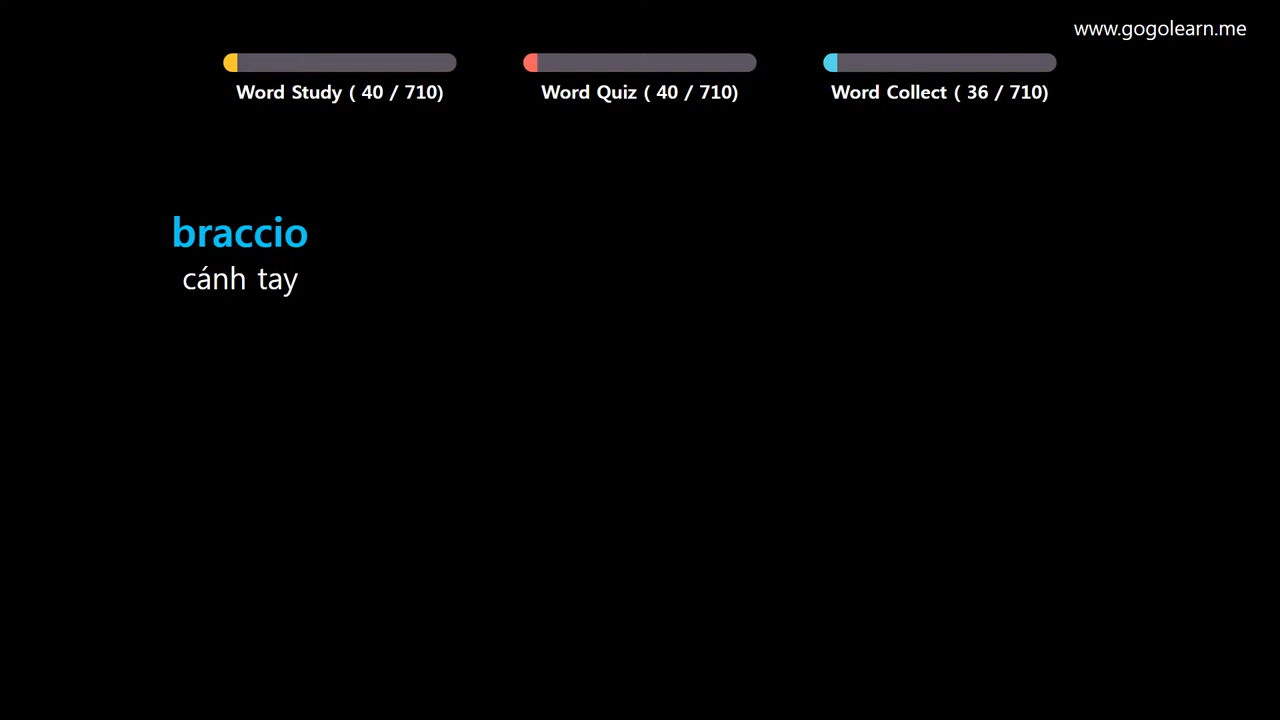 www.gogolearn.me
Word Study ( 40 / 710)
Word Quiz ( 40 / 710)
Word Collect ( 36 / 710)
braccio
cánh tay